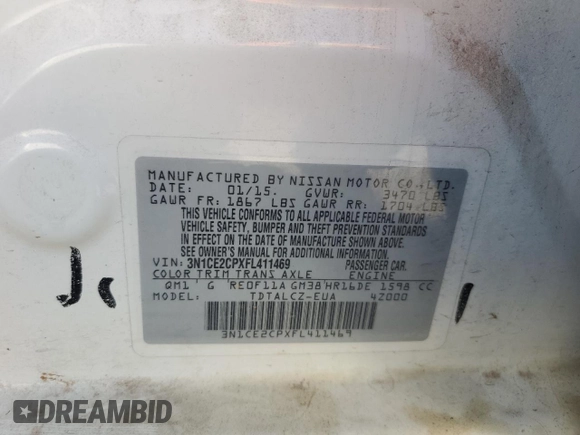 MANUFACTURED BY NISSAN MOTOR CO.,LTD.
DATE: 01/15. GVWR: 3470 LBS
GAWR FR: 1867 LBS GAWR RR: 1704 LBS
THIS VEHICLE CONFORMS TO ALL APPLICABLE FEDERAL MOTOR
VEHICLE SAFETY, BUMPER, AND THEFT PREVENTION STANDARDS
IN EFFECT ON THE DATE OF MANUFACTURE SHOWN ABOVE.
SEE OWNER'S MANUAL FOR MORE INFORMATION
VIN: 3N1CE2CPXFL411469 PASSENGER CAR.
COLOR TRIM TRANS AXLE ENGINE
QM1 G RE0F11A GM38 HR16DE 1598 CC
MODEL: TDTALCZ-EUA 4Z000
3N1CE2CPXFL411469
DREAMBID